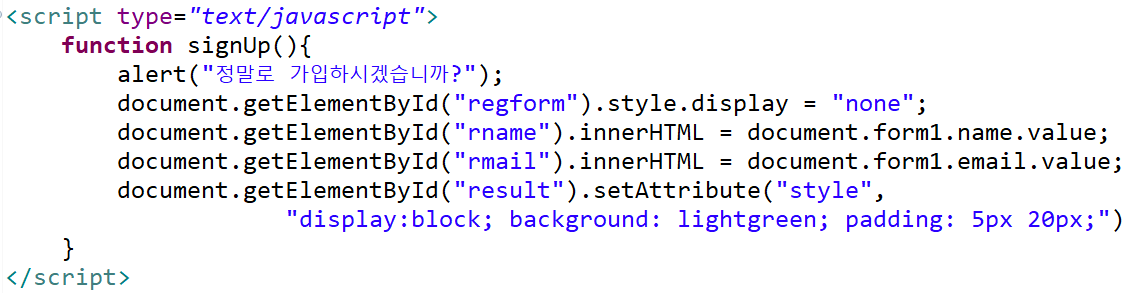 <script type="text/javascript">
function signUp(){
alert("정말로 가입하시겠습니까?");
document.getElementById("regform").style.display = "none";
document.getElementById("rname").innerHTML = document.form1.name.value;
document.getElementById("rmail").innerHTML = document.form1.email.value;
document.getElementById("result").setAttribute("style",
"display:block; background: lightgreen; padding: 5px 20px;")
}
</script>